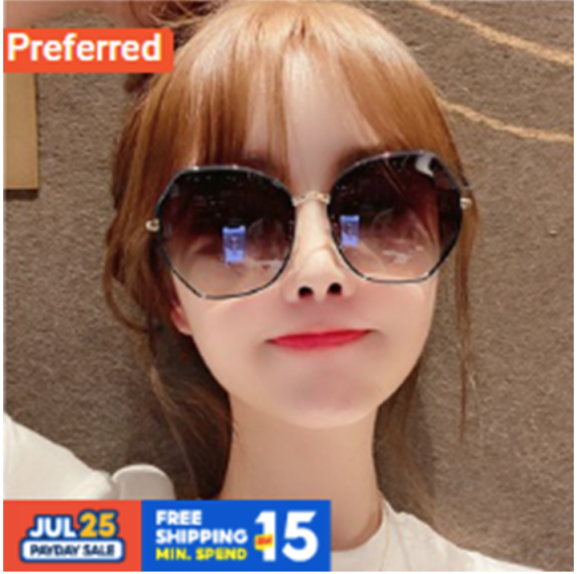 Preferred
JUL 25
PAYDAY SALE
FREE
SHIPPING
MIN. SPEND
15